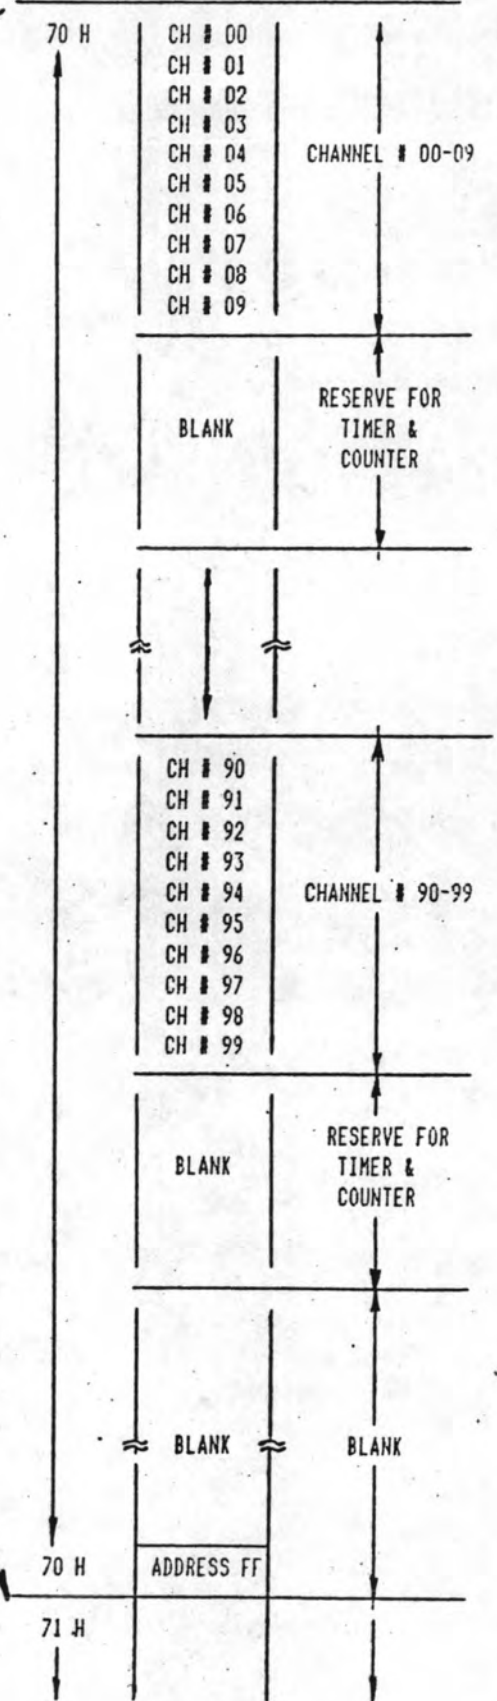 70 H CH # 00
CH # 01
CH # 02
CH # 03
CH # 04 CHANNEL # 00-09
CH # 05
CH # 06
CH # 07
CH # 08
CH # 09
RESERVE FOR
BLANK TIMER &
COUNTER
CH # 90
CH # 91
CH # 92
CH # 93
CH # 94 CHANNEL # 90-99
CH # 95
CH # 96
CH # 97
CH # 98
CH # 99
RESERVE FOR
BLANK TIMER &
COUNTER
BLANK BLANK
70 H ADDRESS FF
71 H